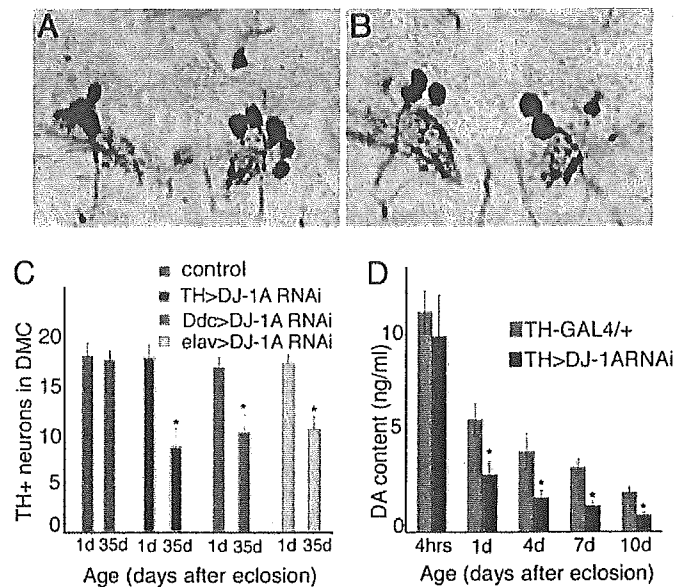 A
B
C
control
TH>DJ-1A RNAi
Ddc>DJ-1A RNAi
elav>DJ-1A RNAi
TH+ neurons in DMC
20
15
10
5
0
* * *
1d 35d 1d 35d 1d 35d 1d 35d
Age (days after eclosion)
D
TH-GAL4/+
TH>DJ-1ARNAi
DA content (ng/ml)
10
5
0
* * * *
4hrs 1d 4d 7d 10d
Age (days after eclosion)